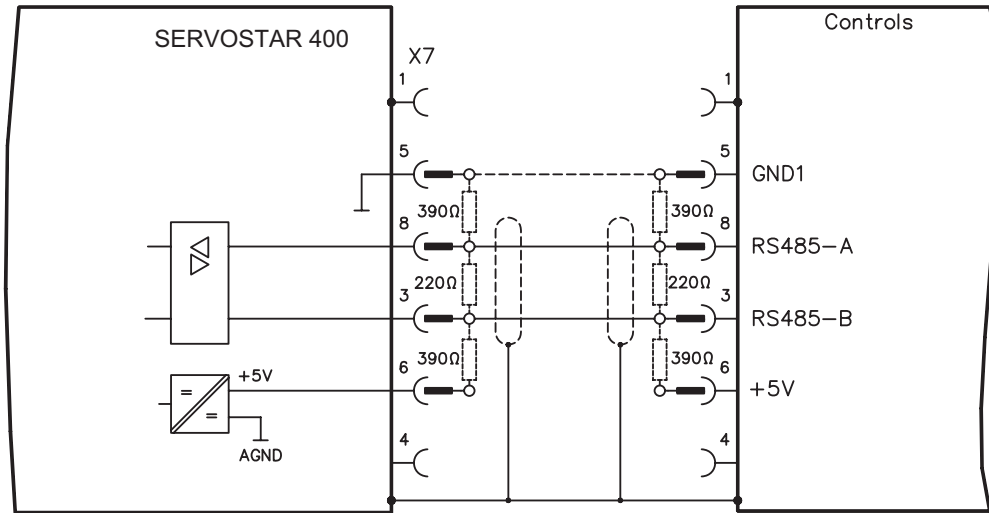 SERVOSTAR 400
X7
Controls
1
1
5
5
GND1
390Ω
390Ω
8
8
RS485-A
220Ω
220Ω
3
3
RS485-B
390Ω
390Ω
6
6
+5V
+5V
=
=
AGND
4
4